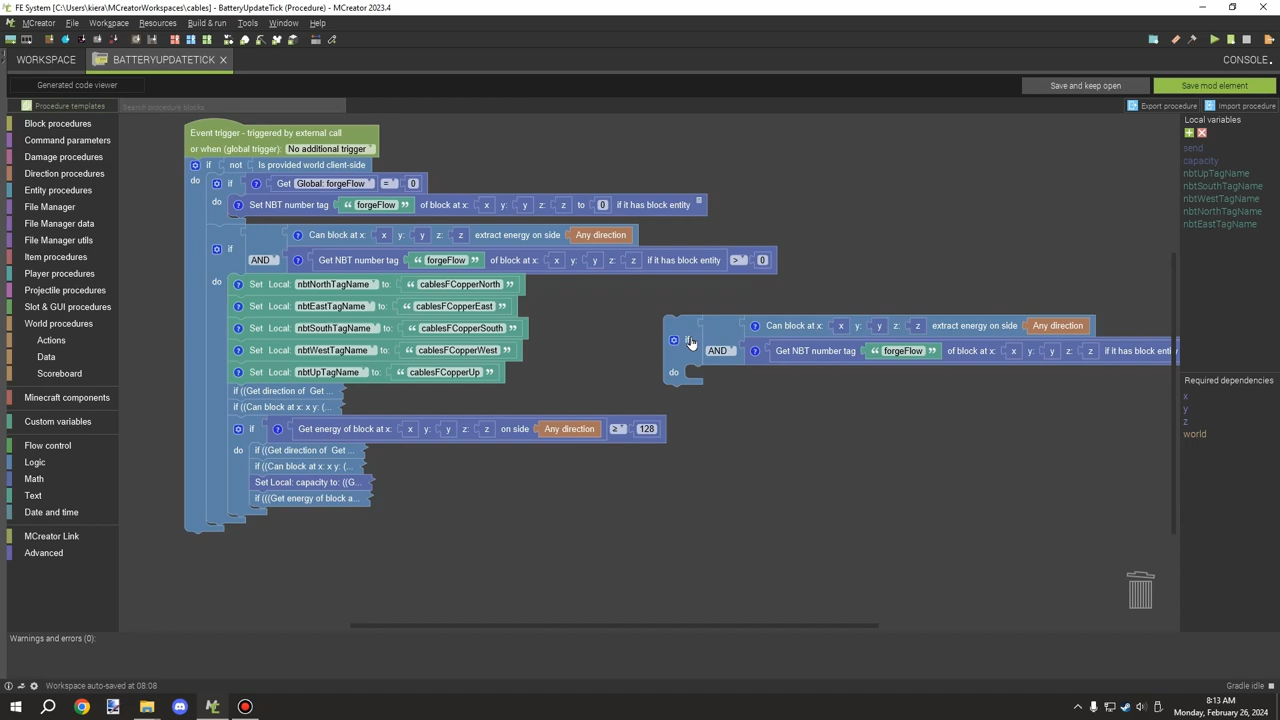 FE System [C:\Users\kiera\MCreatorWorkspaces\cables] - BatteryUpdateTick (Procedure) - MCreator 2023.4
MCreator File Workspace Resources Build & run Tools Window Help
WORKSPACE BATTERYUPDATETICK CONSOLE
Generated code viewer Save and keep open Save mod element
Procedure templates Search procedure blocks Export procedure Import procedure
Block procedures
Command parameters
Damage procedures
Direction procedures
Entity procedures
File Manager
File Manager data
File Manager utils
Item procedures
Player procedures
Projectile procedures
Slot & GUI procedures
World procedures
Actions
Data
Scoreboard
Minecraft components
Custom variables
Flow control
Logic
Math
Text
Date and time
MCreator Link
Advanced
Event trigger - triggered by external call
or when (global trigger): No additional trigger
if not Is provided world client-side
do if Get Global: forgeFlow = 0
do Set NBT number tag “ forgeFlow ” of block at x: x y: y z: z to 0 if it has block entity
if Can block at x: x y: y z: z extract energy on side Any direction
AND Get NBT number tag “ forgeFlow ” of block at x: x y: y z: z if it has block entity > 0
do Set Local: nbtNorthTagName to: “ cablesFCopperNorth ”
Set Local: nbtEastTagName to: “ cablesFCopperEast ”
Set Local: nbtSouthTagName to: “ cablesFCopperSouth ”
Set Local: nbtWestTagName to: “ cablesFCopperWest ”
Set Local: nbtUpTagName to: “ cablesFCopperUp ”
if ((Get direction of Get ...
if ((Can block at x: x y: (...
if Get energy of block at x: x y: y z: z on side Any direction ≥ 128
do if ((Get direction of Get ...
if ((Can block at x: x y: (...
Set Local: capacity to: ((G...
if (((Get energy of block a...
Can block at x: x y: y z: z extract energy on side Any direction
AND Get NBT number tag “ forgeFlow ” of block at x: x y: y z: z if it has block entity
do
Local variables
send
capacity
nbtUpTagName
nbtSouthTagName
nbtWestTagName
nbtNorthTagName
nbtEastTagName
Required dependencies
x
y
z
world
Warnings and errors (0):
Workspace auto-saved at 08:08 Gradle idle
8:13 AM
Monday, February 26, 2024